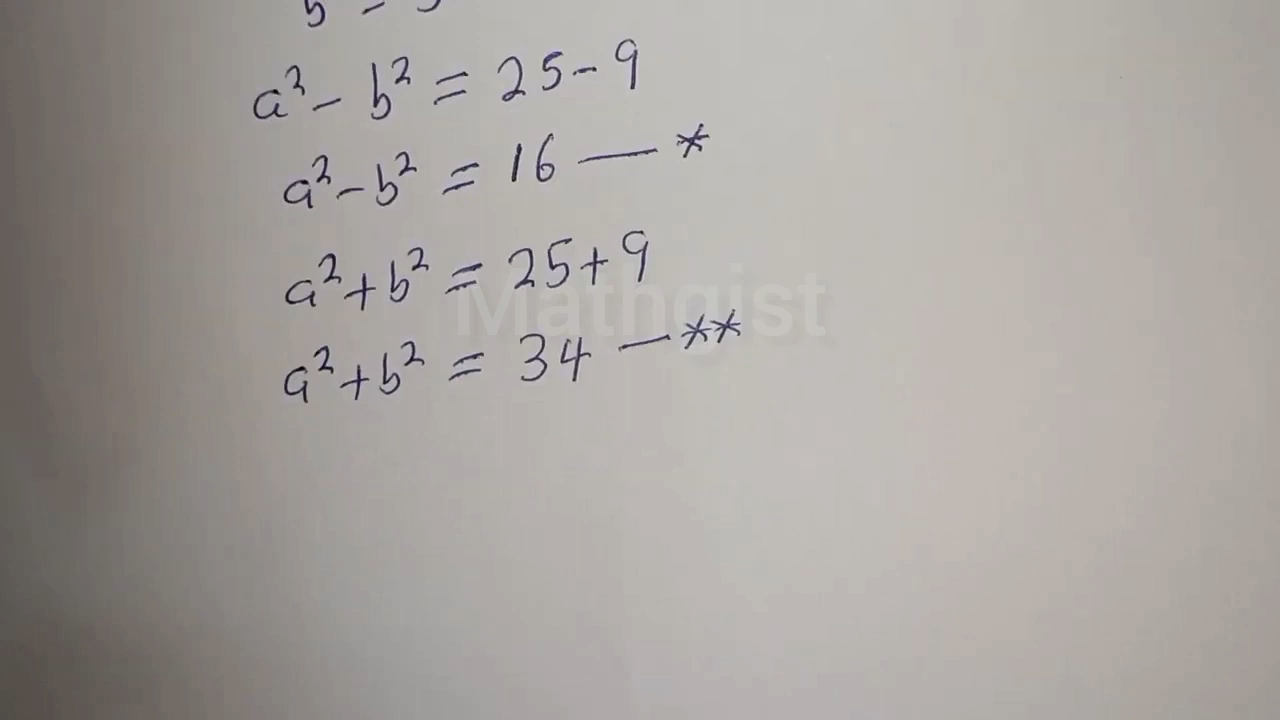 a² - b² = 25 - 9
a² - b² = 16 — *
a² + b² = 25 + 9
Mathgist
a² + b² = 34 — **